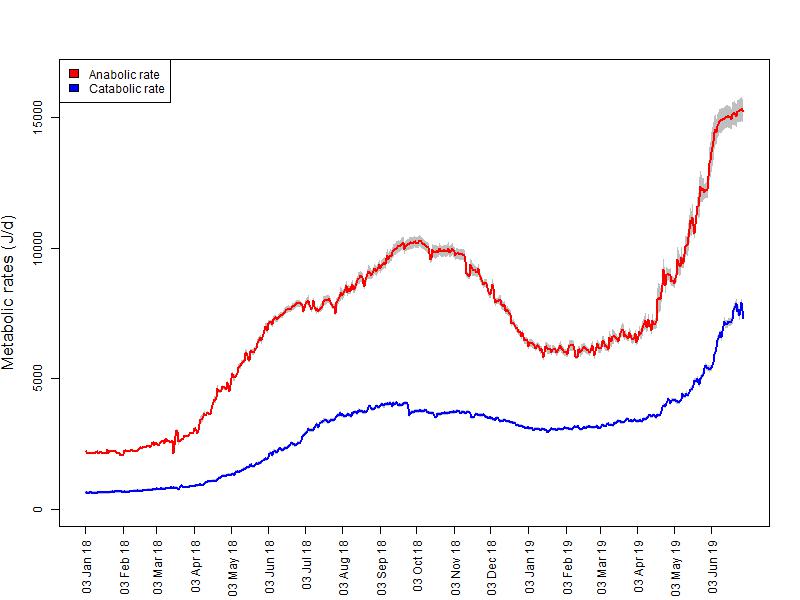 Anabolic rate
Catabolic rate
Metabolic rates (J/d)
15000
10000
5000
0
03 Jan 18
03 Feb 18
03 Mar 18
03 Apr 18
03 May 18
03 Jun 18
03 Jul 18
03 Aug 18
03 Sep 18
03 Oct 18
03 Nov 18
03 Dec 18
03 Jan 19
03 Feb 19
03 Mar 19
03 Apr 19
03 May 19
03 Jun 19